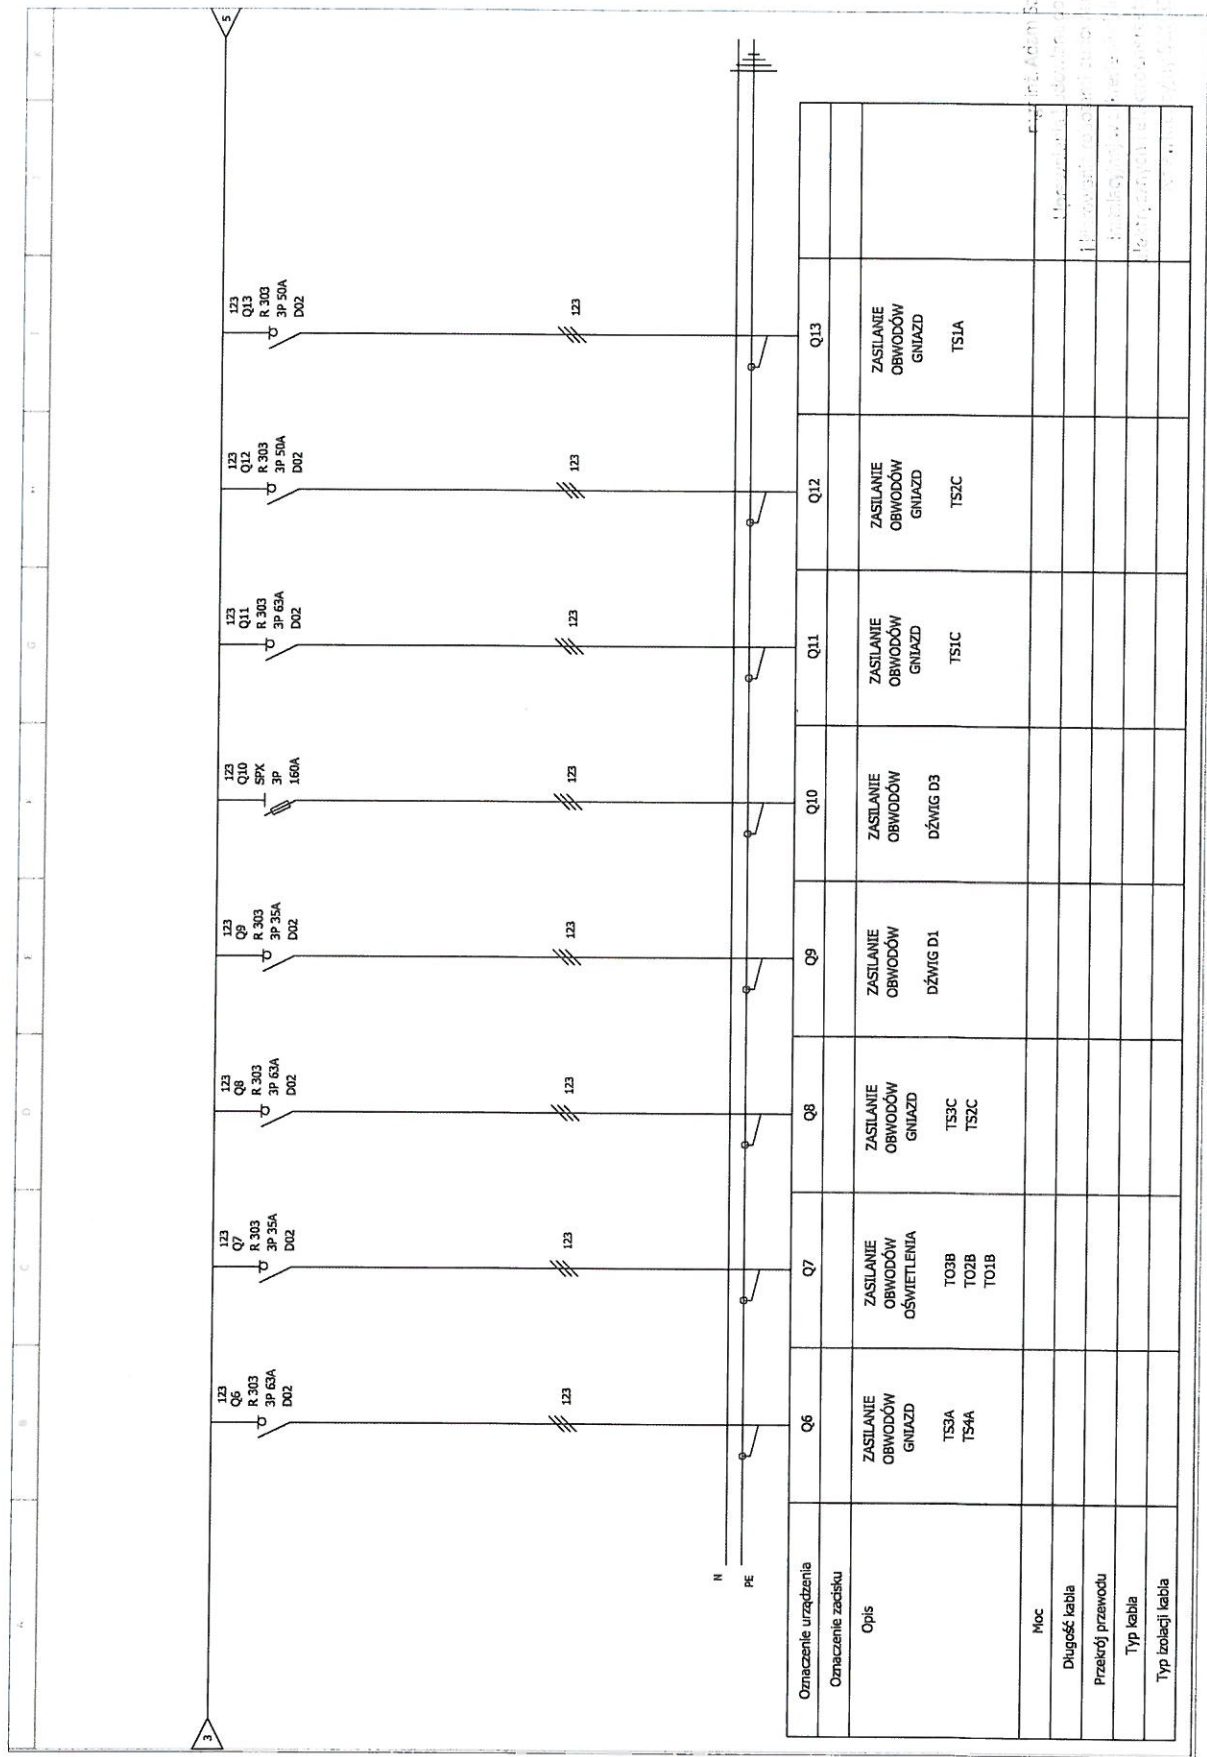 3
5
123
Q6
R 303
3P 63A
D02
123
Q7
R 303
3P 35A
D02
123
Q8
R 303
3P 63A
D02
123
Q9
R 303
3P 35A
D02
123
Q10
SPX
3P
160A
123
Q11
R 303
3P 63A
D02
123
Q12
R 303
3P 50A
D02
123
Q13
R 303
3P 50A
D02
123
123
123
123
123
123
123
123
N
PE
Oznaczenie urządzenia
Q6
Q7
Q8
Q9
Q10
Q11
Q12
Q13
Oznaczenie zacisku
Opis
ZASILANIE
OBWODÓW
GNIAZD
TS3A
TS4A
ZASILANIE
OBWODÓW
OŚWIETLENIA
TO3B
TO2B
TO1B
ZASILANIE
OBWODÓW
GNIAZD
TS3C
TS2C
ZASILANIE
OBWODÓW
DŹWIG D1
ZASILANIE
OBWODÓW
DŹWIG D3
ZASILANIE
OBWODÓW
GNIAZD
TS1C
ZASILANIE
OBWODÓW
GNIAZD
TS2C
ZASILANIE
OBWODÓW
GNIAZD
TS1A
Moc
Długość kabla
Przekrój przewodu
Typ kabla
Typ izolacji kabla
inż. Adam